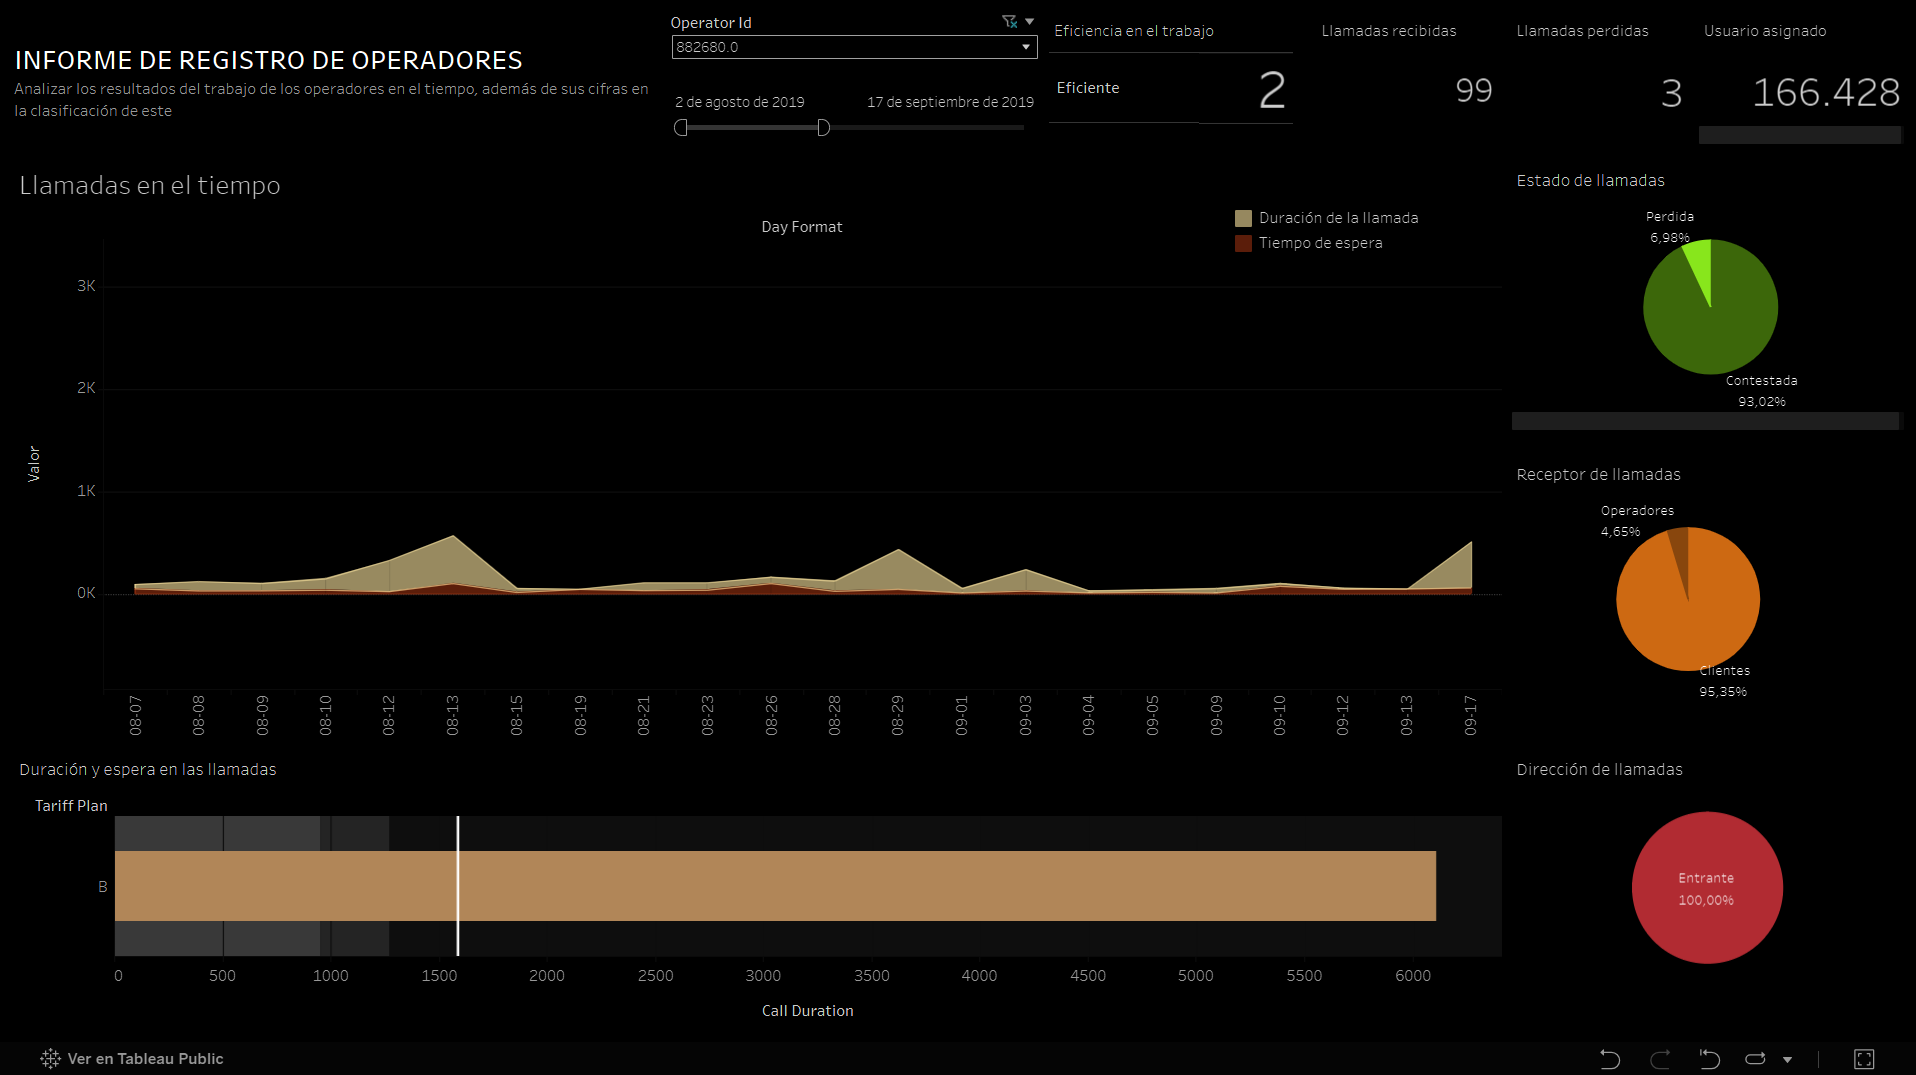 INFORME DE REGISTRO DE OPERADORES
Analizar los resultados del trabajo de los operadores en el tiempo, además de sus cifras en
la clasificación de este
Operator Id
882680.0
2 de agosto de 2019
17 de septiembre de 2019
Eficiencia en el trabajo
Eficiente
2
Llamadas recibidas
99
Llamadas perdidas
3
Usuario asignado
166.428
Llamadas en el tiempo
Day Format
Duración de la llamada
Tiempo de espera
3K
2K
1K
0K
Valor
08-07
08-08
08-09
08-10
08-12
08-13
08-15
08-19
08-21
08-23
08-26
08-28
08-29
09-01
09-03
09-04
09-05
09-09
09-10
09-12
09-13
09-17
Estado de llamadas
Perdida
6,98%
Contestada
93,02%
Receptor de llamadas
Operadores
4,65%
Clientes
95,35%
Duración y espera en las llamadas
Tariff Plan
B
0
500
1000
1500
2000
2500
3000
3500
4000
4500
5000
5500
6000
Call Duration
Dirección de llamadas
Entrante
100,00%
Ver en Tableau Public